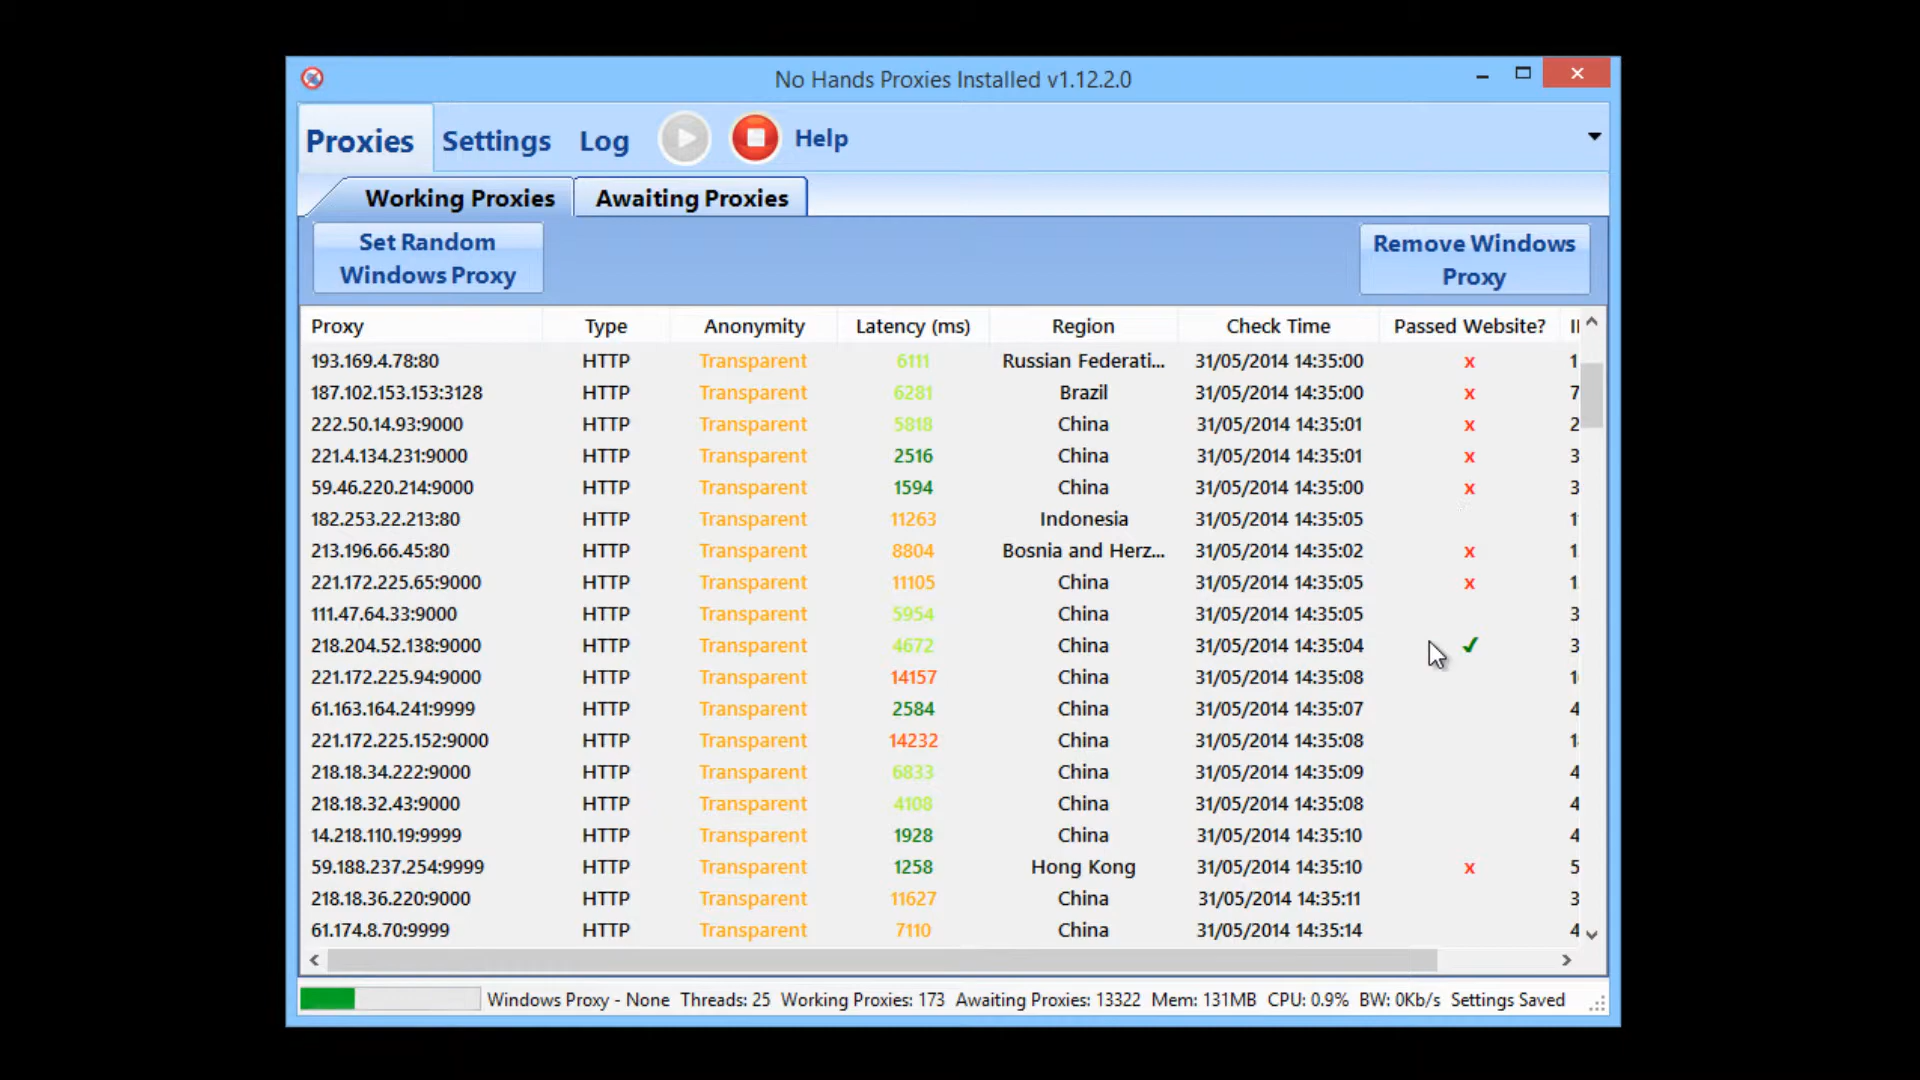 No Hands Proxies Installed v1.12.2.0
Proxies Settings Log Help
Working Proxies Awaiting Proxies
Set Random Windows Proxy Remove Windows Proxy
Proxy Type Anonymity Latency (ms) Region Check Time Passed Website?
193.169.4.78:80 HTTP Transparent 6111 Russian Federati... 31/05/2014 14:35:00 x 1
187.102.153.153:3128 HTTP Transparent 6281 Brazil 31/05/2014 14:35:00 x 7
222.50.14.93:9000 HTTP Transparent 5818 China 31/05/2014 14:35:01 x 2
221.4.134.231:9000 HTTP Transparent 2516 China 31/05/2014 14:35:01 x 3
59.46.220.214:9000 HTTP Transparent 1594 China 31/05/2014 14:35:00 x 3
182.253.22.213:80 HTTP Transparent 11263 Indonesia 31/05/2014 14:35:05 1
213.196.66.45:80 HTTP Transparent 8804 Bosnia and Herz... 31/05/2014 14:35:02 x 1
221.172.225.65:9000 HTTP Transparent 11105 China 31/05/2014 14:35:05 x 1
111.47.64.33:9000 HTTP Transparent 5954 China 31/05/2014 14:35:05 3
218.204.52.138:9000 HTTP Transparent 4672 China 31/05/2014 14:35:04 ✓ 3
221.172.225.94:9000 HTTP Transparent 14157 China 31/05/2014 14:35:08 1
61.163.164.241:9999 HTTP Transparent 2584 China 31/05/2014 14:35:07 4
221.172.225.152:9000 HTTP Transparent 14232 China 31/05/2014 14:35:08 1
218.18.34.222:9000 HTTP Transparent 6833 China 31/05/2014 14:35:09 4
218.18.32.43:9000 HTTP Transparent 4108 China 31/05/2014 14:35:08 4
14.218.110.19:9999 HTTP Transparent 1928 China 31/05/2014 14:35:10 4
59.188.237.254:9999 HTTP Transparent 1258 Hong Kong 31/05/2014 14:35:10 x 5
218.18.36.220:9000 HTTP Transparent 11627 China 31/05/2014 14:35:11 3
61.174.8.70:9999 HTTP Transparent 7110 China 31/05/2014 14:35:14 4
Windows Proxy - None Threads: 25 Working Proxies: 173 Awaiting Proxies: 13322 Mem: 131MB CPU: 0.9% BW: 0Kb/s Settings Saved